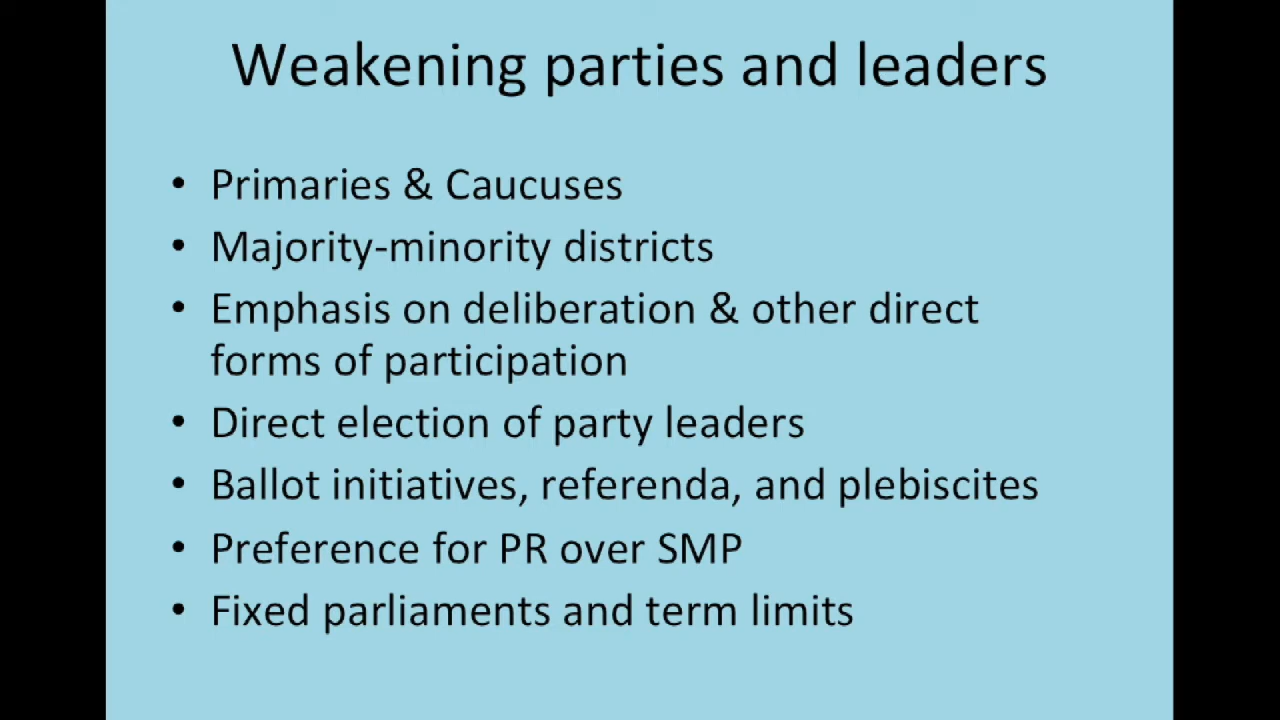 Weakening parties and leaders
• Primaries & Caucuses
• Majority-minority districts
• Emphasis on deliberation & other direct
forms of participation
• Direct election of party leaders
• Ballot initiatives, referenda, and plebiscites
• Preference for PR over SMP
• Fixed parliaments and term limits